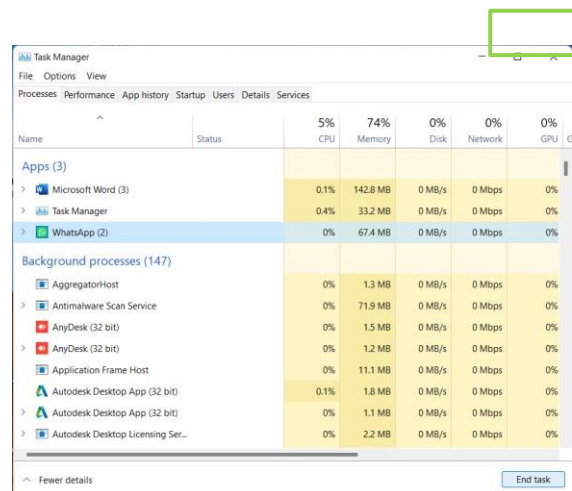 Task Manager
File Options View
Processes Performance App history Startup Users Details Services
5% 74% 0% 0% 0%
Name Status CPU Memory Disk Network GPU G
Apps (3)
Microsoft Word (3) 0.1% 142.8 MB 0 MB/s 0 Mbps 0%
Task Manager 0.4% 33.2 MB 0 MB/s 0 Mbps 0%
WhatsApp (2) 0% 67.4 MB 0 MB/s 0 Mbps 0%
Background processes (147)
AggregatorHost 0% 1.3 MB 0 MB/s 0 Mbps 0%
Antimalware Scan Service 0% 71.9 MB 0 MB/s 0 Mbps 0%
AnyDesk (32 bit) 0% 1.5 MB 0 MB/s 0 Mbps 0%
AnyDesk (32 bit) 0% 1.2 MB 0 MB/s 0 Mbps 0%
Application Frame Host 0% 11.1 MB 0 MB/s 0 Mbps 0%
Autodesk Desktop App (32 bit) 0.1% 1.8 MB 0 MB/s 0 Mbps 0%
Autodesk Desktop App (32 bit) 0% 1.1 MB 0 MB/s 0 Mbps 0%
Autodesk Desktop Licensing Ser... 0% 2.2 MB 0 MB/s 0 Mbps 0%
Fewer details End task